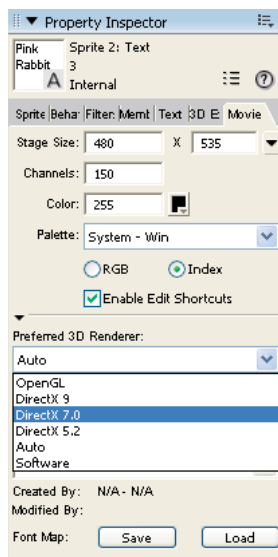 Property Inspector
Pink Rabbit
A
Sprite 2: Text
3
Internal
?
Sprite Beha Filter: Memb Text 3D E Movie
Stage Size: 480 X 535
Channels: 150
Color: 255
Palette: System - Win
RGB Index
Enable Edit Shortcuts
Preferred 3D Renderer:
Auto
OpenGL
DirectX 9
DirectX 7.0
DirectX 5.2
Auto
Software
Created By: N/A - N/A
Modified By:
Font Map: Save Load